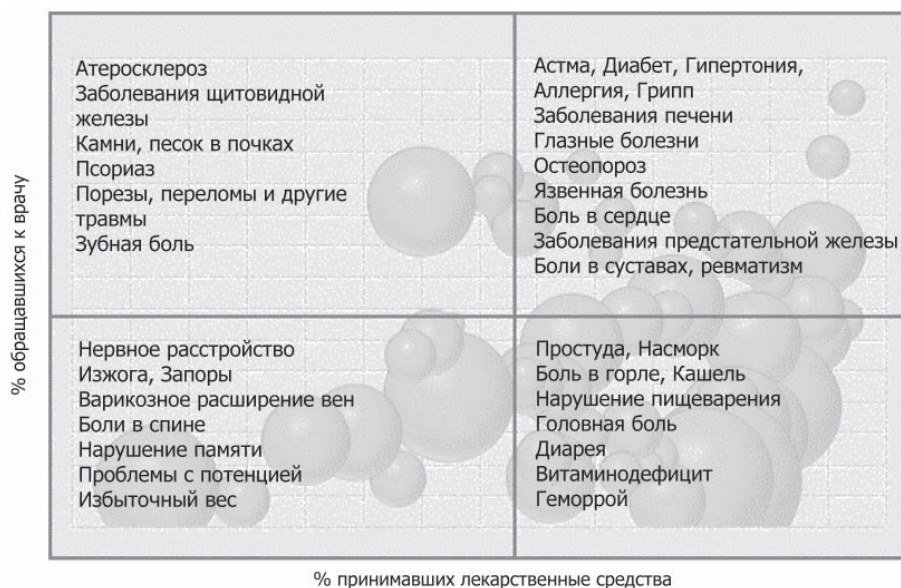 Атеросклероз
Заболевания щитовидной
железы
Камни, песок в почках
Псориаз
Порезы, переломы и другие
травмы
Зубная боль
Астма, Диабет, Гипертония,
Аллергия, Грипп
Заболевания печени
Глазные болезни
Остеопороз
Язвенная болезнь
Боль в сердце
Заболевания предстательной железы
Боли в суставах, ревматизм
% обращавшихся к врачу
Нервное расстройство
Изжога, Запоры
Варикозное расширение вен
Боли в спине
Нарушение памяти
Проблемы с потенцией
Избыточный вес
Простуда, Насморк
Боль в горле, Кашель
Нарушение пищеварения
Головная боль
Диарея
Витаминодефицит
Геморрой
% принимавших лекарственные средства